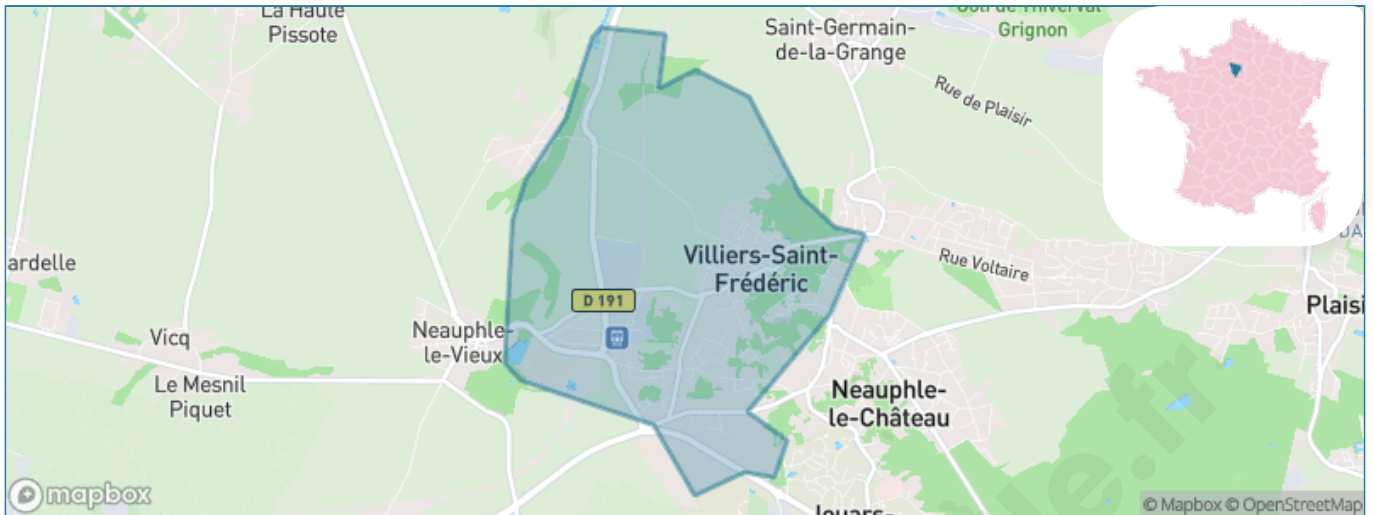 La Haute
Pissote
Saint-Germain-
de-la-Grange
Grignon
Rue de Plaisir
ardelle
Villiers-Saint-
Frédéric
Rue Voltaire
D 191
Plaisi
Vicq
Neauphle-
le-Vieux
Le Mesnil
Piquet
Neauphle-
le-Château
mapbox
© Mapbox © OpenStreetMap